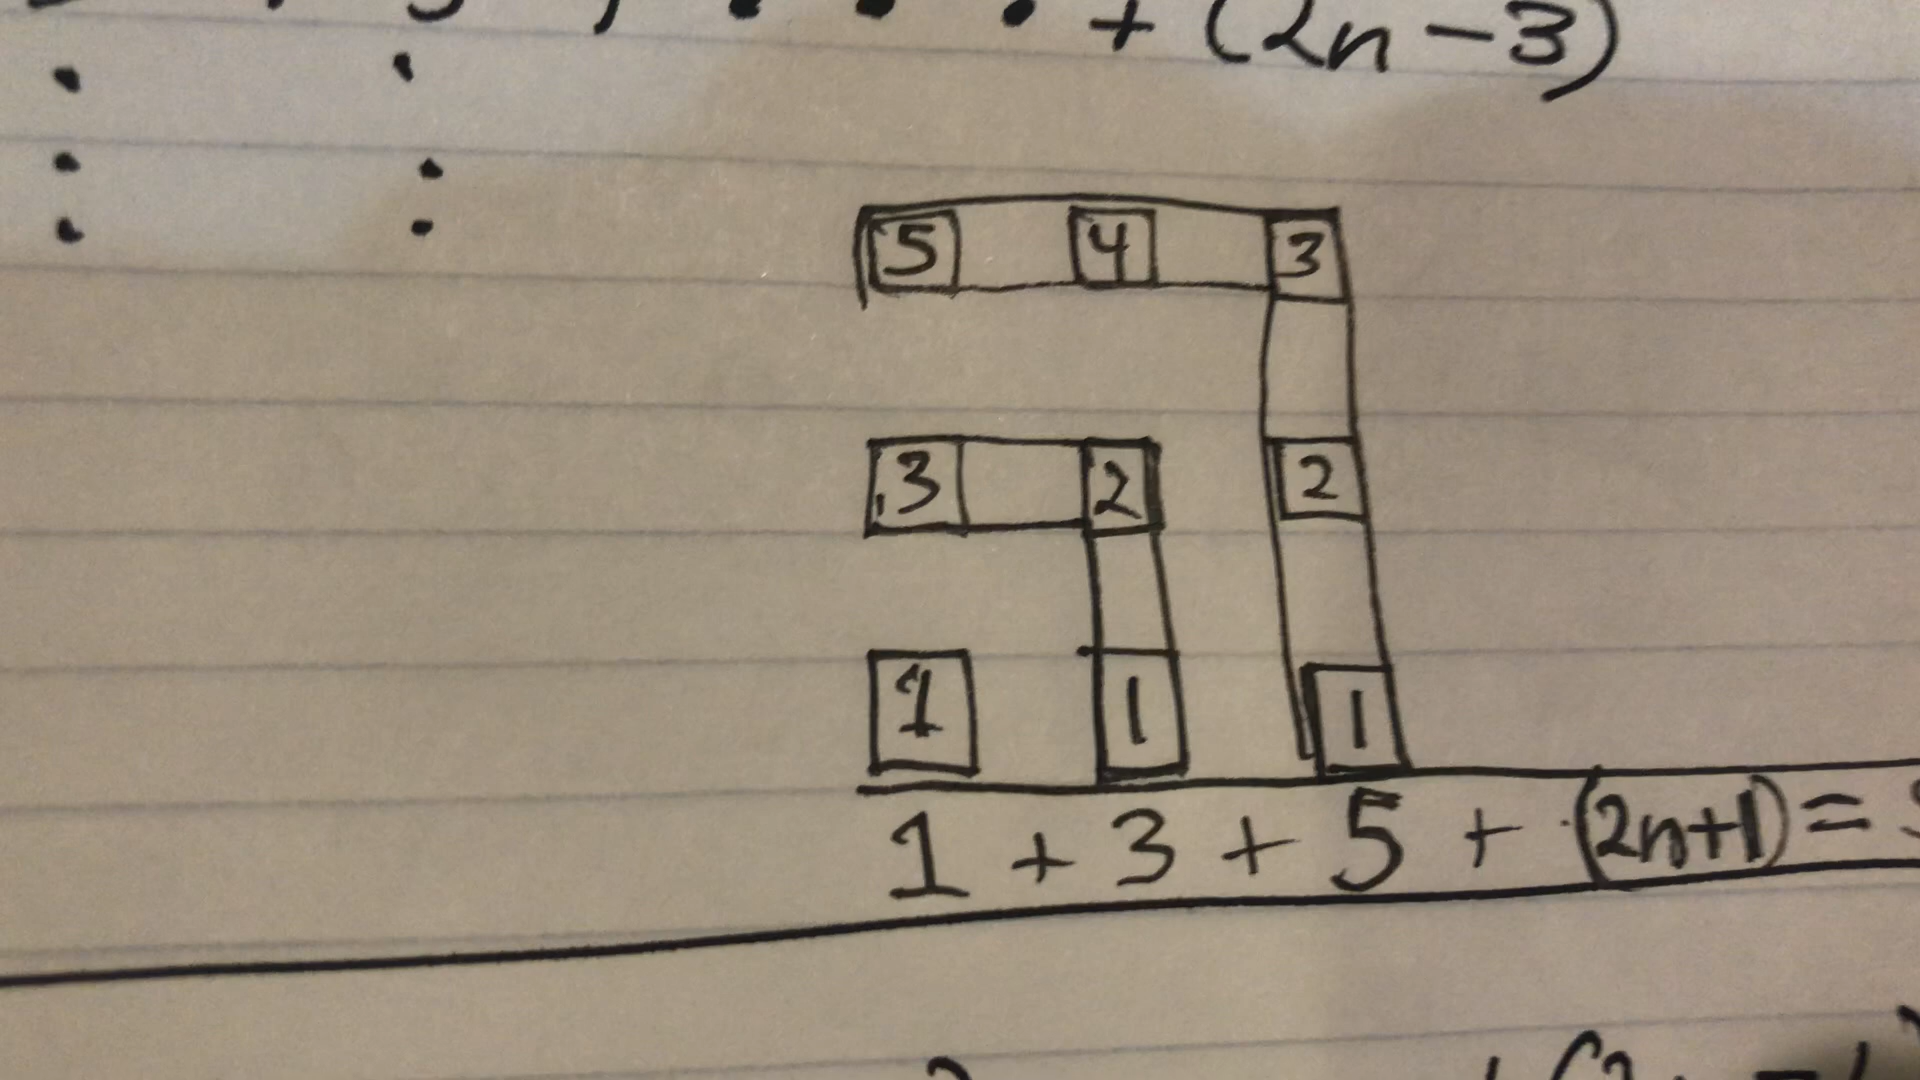 + (2n-3)
5 4 3
3 2 2
1 1 1
1 + 3 + 5 + (2n+1) =